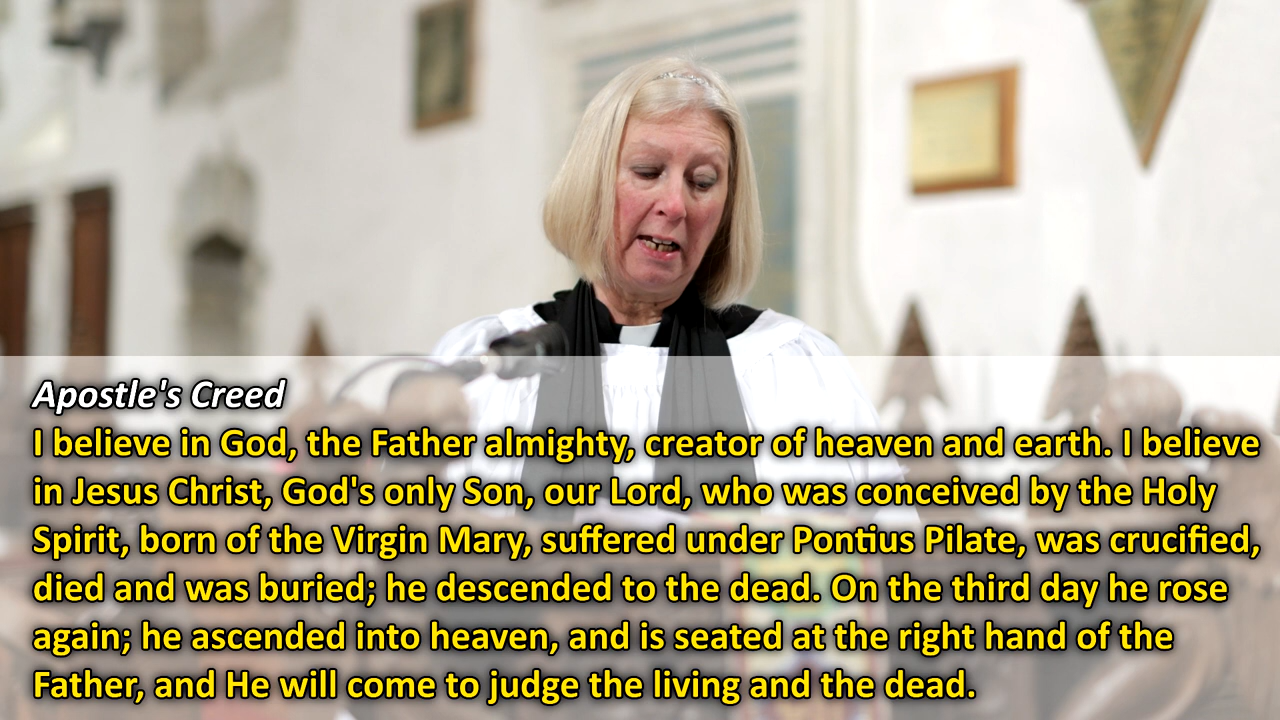 Apostle's Creed
I believe in God, the Father almighty, creator of heaven and earth. I believe
in Jesus Christ, God's only Son, our Lord, who was conceived by the Holy
Spirit, born of the Virgin Mary, suffered under Pontius Pilate, was crucified,
died and was buried; he descended to the dead. On the third day he rose
again; he ascended into heaven, and is seated at the right hand of the
Father, and He will come to judge the living and the dead.